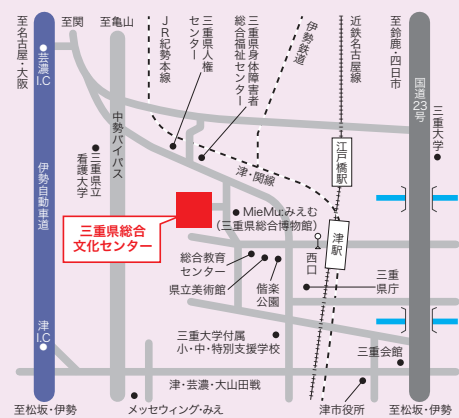 至名古屋・大阪
至関
至亀山
JR紀勢本線
三重県人権
センター
三重県身体障害者
総合福祉センター
伊勢鉄道
近鉄名古屋線
至鈴鹿・四日市
芸濃
I.C
国道23号
三重大学
中勢バイパス
三重県立
看護大学
江戸橋駅
津・関線
伊勢自動車道
三重県総合
文化センター
MieMu:みえむ
(三重県総合博物館)
津駅
西口
総合教育
センター
県立美術館
偕楽
公園
三重
県庁
津
I.C
三重大学付属
小・中・特別支援学校
三重会館
津・芸濃・大山田戦
至松坂・伊勢
メッセウィング・みえ
津市役所
至松坂・伊勢